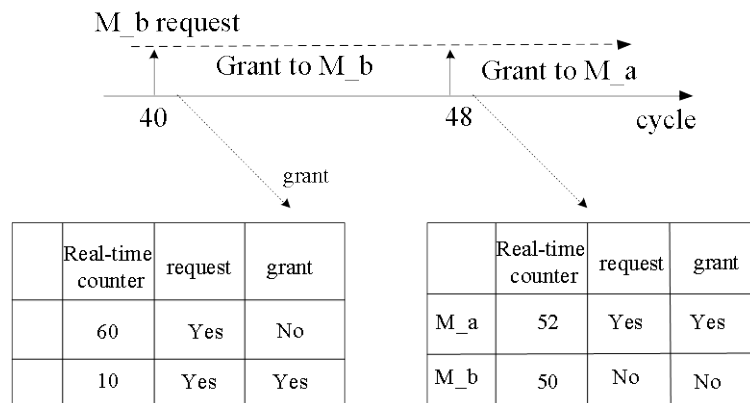 M_b request
Grant to M_b
Grant to M_a
40
48
cycle
grant
Real-time counter request grant
60 Yes No
10 Yes Yes
Real-time counter request grant
M_a 52 Yes Yes
M_b 50 No No